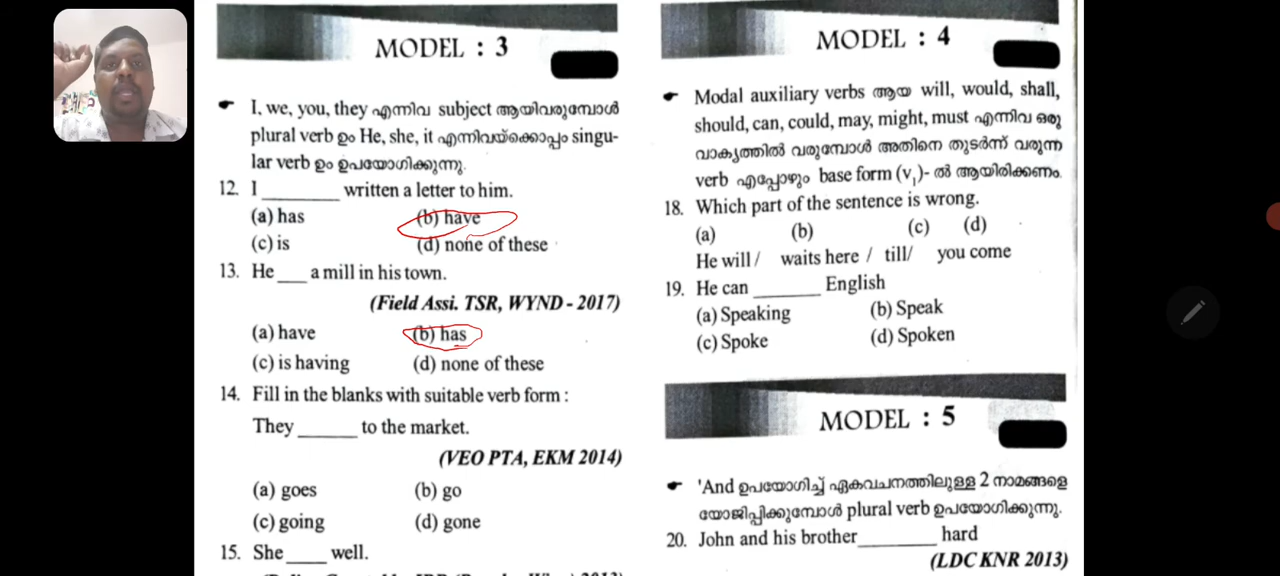 MODEL : 3
I, we, you, they എന്നിവ subject ആയിവരുമ്പോൾ
plural verb ഉം He, she, it എന്നിവയ്ക്കൊപ്പം singu-
lar verb ഉം ഉപയോഗിക്കുന്നു.
12. I ________ written a letter to him.
(a) has (b) have
(c) is (d) none of these
13. He ___ a mill in his town.
(Field Assi. TSR, WYND - 2017)
(a) have (b) has
(c) is having (d) none of these
14. Fill in the blanks with suitable verb form :
They ______ to the market.
(VEO PTA, EKM 2014)
(a) goes (b) go
(c) going (d) gone
15. She ____ well.
MODEL : 4
Modal auxiliary verbs ആയ will, would, shall,
should, can, could, may, might, must എന്നിവ ഒരു
വാക്യത്തിൽ വരുമ്പോൾ അതിനെ തുടർന്ന് വരുന്ന
verb എപ്പോഴും base form (v₁)- ൽ ആയിരിക്കണം.
18. Which part of the sentence is wrong.
(a) (b) (c) (d)
He will / waits here / till/ you come
19. He can _______ English
(a) Speaking (b) Speak
(c) Spoke (d) Spoken
MODEL : 5
'And ഉപയോഗിച്ച് ഏകവചനത്തിലുള്ള 2 നാമങ്ങളെ
യോജിപ്പിക്കുമ്പോൾ plural verb ഉപയോഗിക്കുന്നു.
20. John and his brother ________ hard
(LDC KNR 2013)